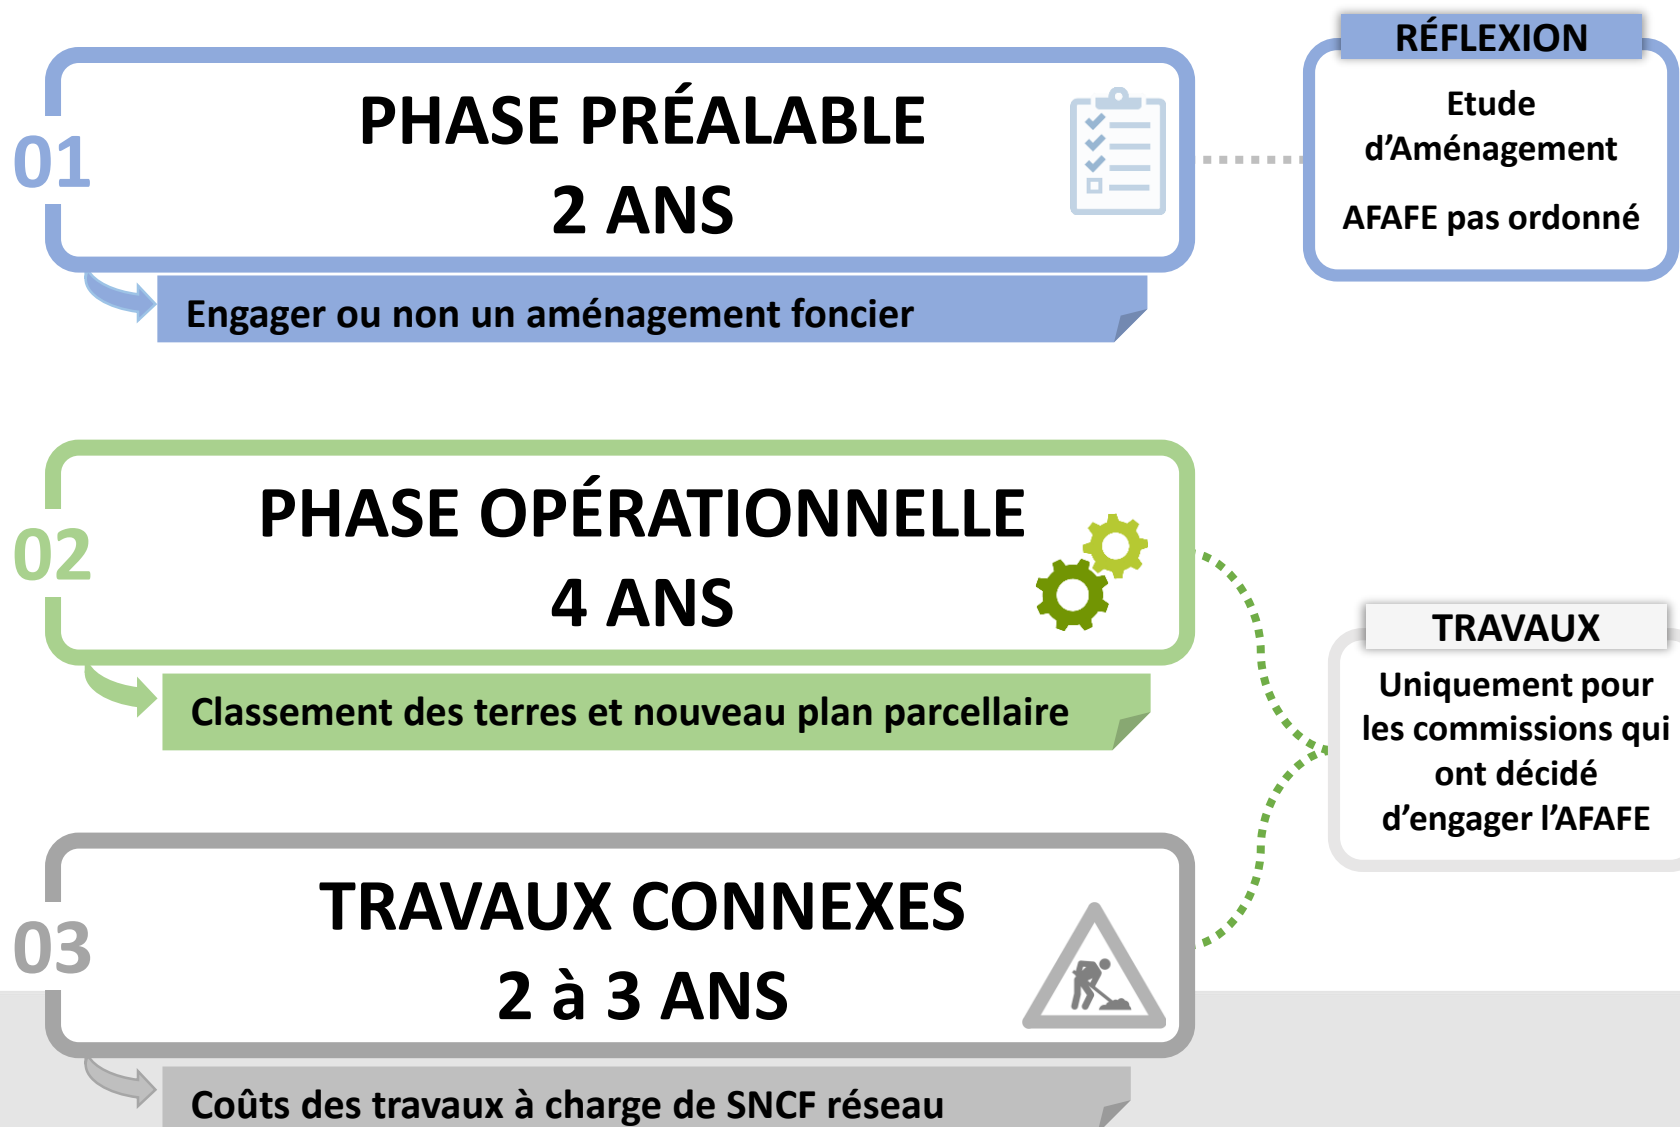 01
PHASE PRÉALABLE
2 ANS
Engager ou non un aménagement foncier
RÉFLEXION
Etude
d’Aménagement
AFAFE pas ordonné
02
PHASE OPÉRATIONNELLE
4 ANS
Classement des terres et nouveau plan parcellaire
TRAVAUX
Uniquement pour
les commissions qui
ont décidé
d’engager l’AFAFE
03
TRAVAUX CONNEXES
2 à 3 ANS
Coûts des travaux à charge de SNCF réseau